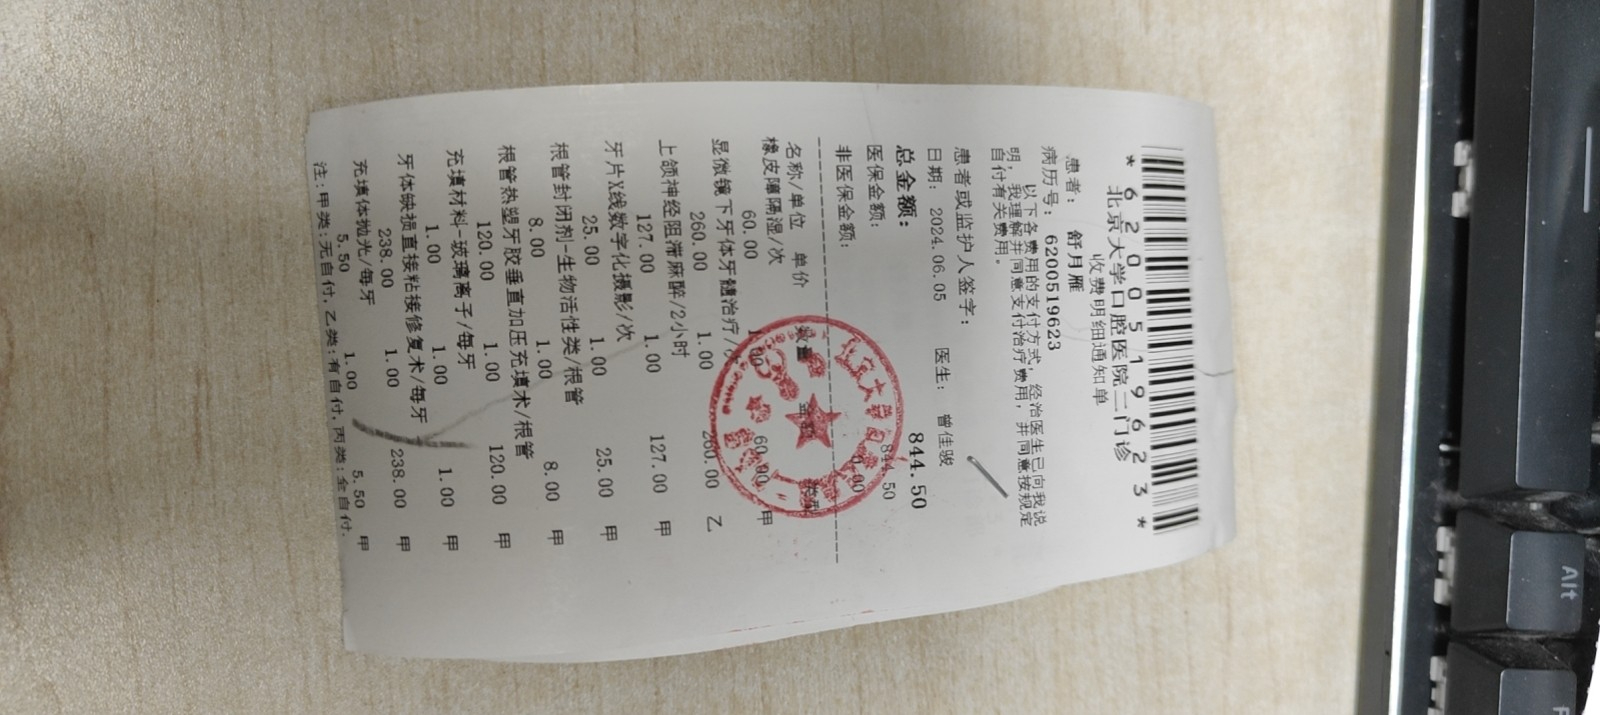 *6200519623*
北京大学口腔医院二门诊
收费明细通知单
患者： 舒月雁
病历号： 6200519623
以下各费用的支付方式，经治医生已向我说
明，我理解并同意支付治疗费用，并同意按规定
自付有关费用。
患者或监护人签字：
日期： 2024.06.05 医生： 曾佳骏
总金额： 844.50
医保金额： 844.50
非医保金额： 0.00
名称/单位 单价 数量 金额 类型
橡皮障隔湿/次
60.00 1.00 60.00 甲
显微镜下牙体牙髓治疗/次
260.00 1.00 260.00 乙
上颌神经阻滞麻醉/2小时
127.00 1.00 127.00 甲
牙片X线数字化摄影/次
25.00 1.00 25.00 甲
根管封闭剂-生物活性类/根管
8.00 1.00 8.00 甲
根管热塑牙胶垂直加压充填术/根管
120.00 1.00 120.00 甲
充填材料-玻璃离子/每牙
1.00 1.00 1.00 甲
牙体缺损直接粘接修复术/每牙
238.00 1.00 238.00 甲
充填体抛光/每牙
5.50 1.00 5.50 甲
注：甲类：无自付，乙类：有自付，丙类：全自付.
北京大学口
Alt